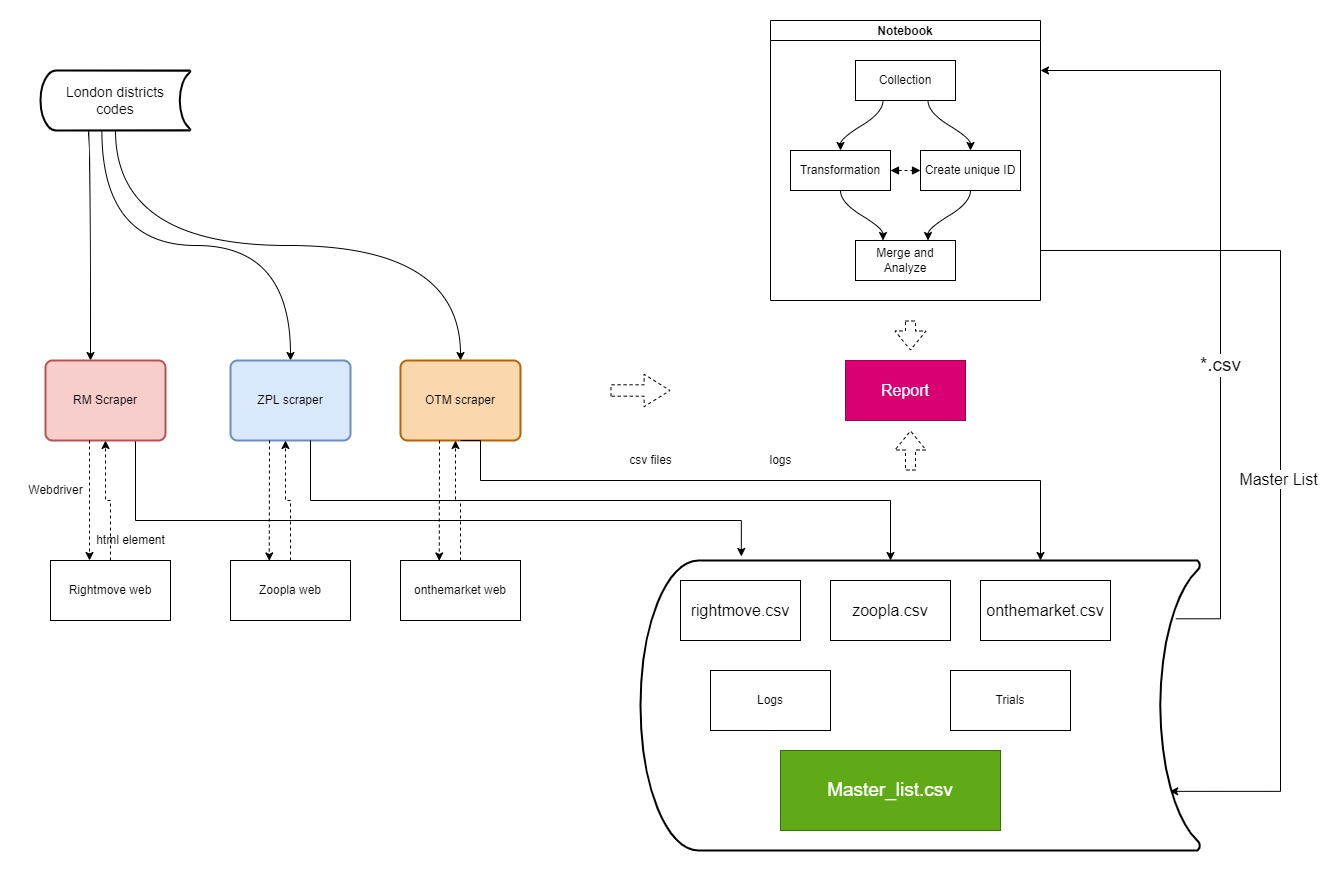 Notebook
London districts
codes
Collection
Transformation
Create unique ID
Merge and
Analyze
RM Scraper
ZPL scraper
OTM scraper
Report
*.csv
csv files
logs
Master List
Webdriver
html element
Rightmove web
Zoopla web
onthemarket web
rightmove.csv
zoopla.csv
onthemarket.csv
Logs
Trials
Master_list.csv